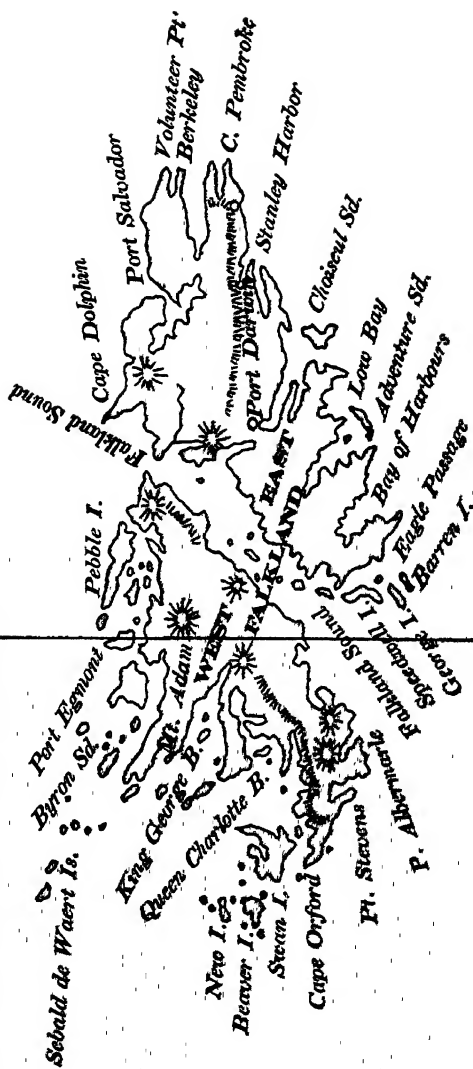 Sebald de Waert Is.
Byron Sd.
Port Egmont
Pebble I.
Falkland Sound
Cape Dolphin
Port Salvador
Volunteer Pt
Berkeley
C. Pembroke
Stanley Harbor
Port Darwin
Choiseul Sd.
Low Bay
Adventure Sd.
Bay of Harbours
Eagle Passage
Barren I.
George I.
Speedwell I.
Falkland Sound
EAST
FALKLAND
WEST
Mt. Adam
King George B.
Queen Charlotte B.
New I.
Beaver I.
Swan I.
Cape Orford
Pt. Stevens
P. Albemarle